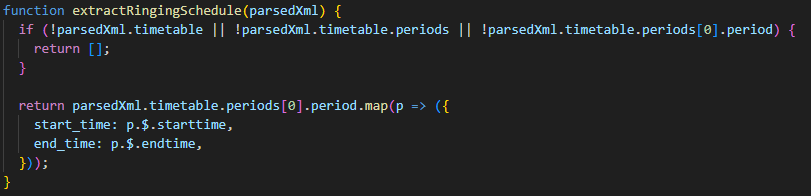 function extractRingingSchedule(parsedXml) {
  if (!parsedXml.timetable || !parsedXml.timetable.periods || !parsedXml.timetable.periods[0].period) {
    return [];
  }

  return parsedXml.timetable.periods[0].period.map(p => ({
    start_time: p.$.starttime,
    end_time: p.$.endtime,
  }));
}